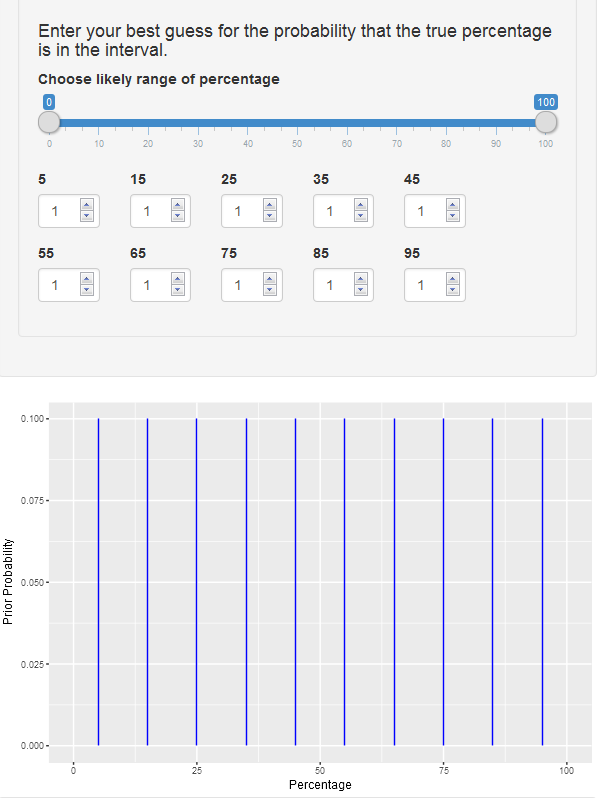 Enter your best guess for the probability that the true percentage
is in the interval.
Choose likely range of percentage
0 100
0 10 20 30 40 50 60 70 80 90 100
5 15 25 35 45
1 1 1 1 1
55 65 75 85 95
1 1 1 1 1
0.100
0.075
0.050
0.025
0.000
Prior Probability
0 25 50 75 100
Percentage